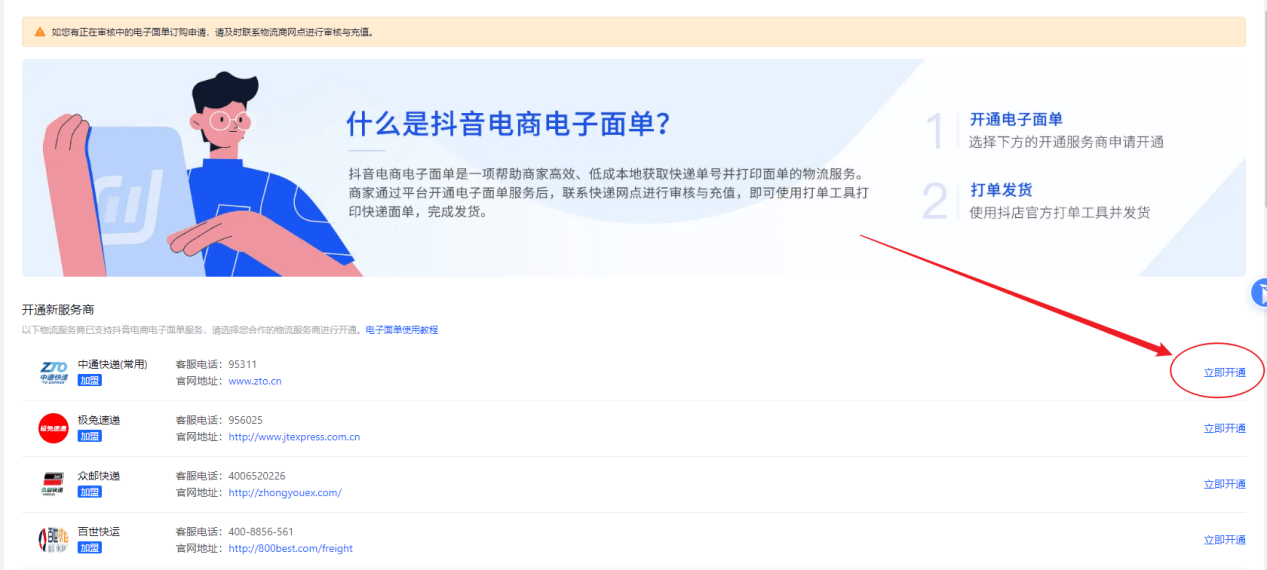 如您有正在审核中的电子面单订购申请，请及时联系物流商网点进行审核与充值。
什么是抖音电商电子面单？
抖音电商电子面单是一项帮助商家高效、低成本地获取快递单号并打印面单的物流服务。
商家通过平台开通电子面单服务后，联系快递网点进行审核与充值，即可使用打单工具打
印快递面单，完成发货。
1
开通电子面单
选择下方的开通服务商申请开通
2
打单发货
使用抖店官方打单工具并发货
开通新服务商
以下物流服务商已支持抖音电商电子面单服务，请选择您合作的物流服务商进行开通。电子面单使用教程
ZTO
中通快递
中通快递(常用)
加盟
客服电话：95311
官网地址：www.zto.cn
立即开通
极兔速递
极兔速递
加盟
客服电话：956025
官网地址：http://www.jtexpress.com.cn
立即开通
众邮快递
众邮快递
加盟
客服电话：4006520226
官网地址：http://zhongyouex.com/
立即开通
百世快运
加盟
客服电话：400-8856-561
官网地址：http://800best.com/freight
立即开通